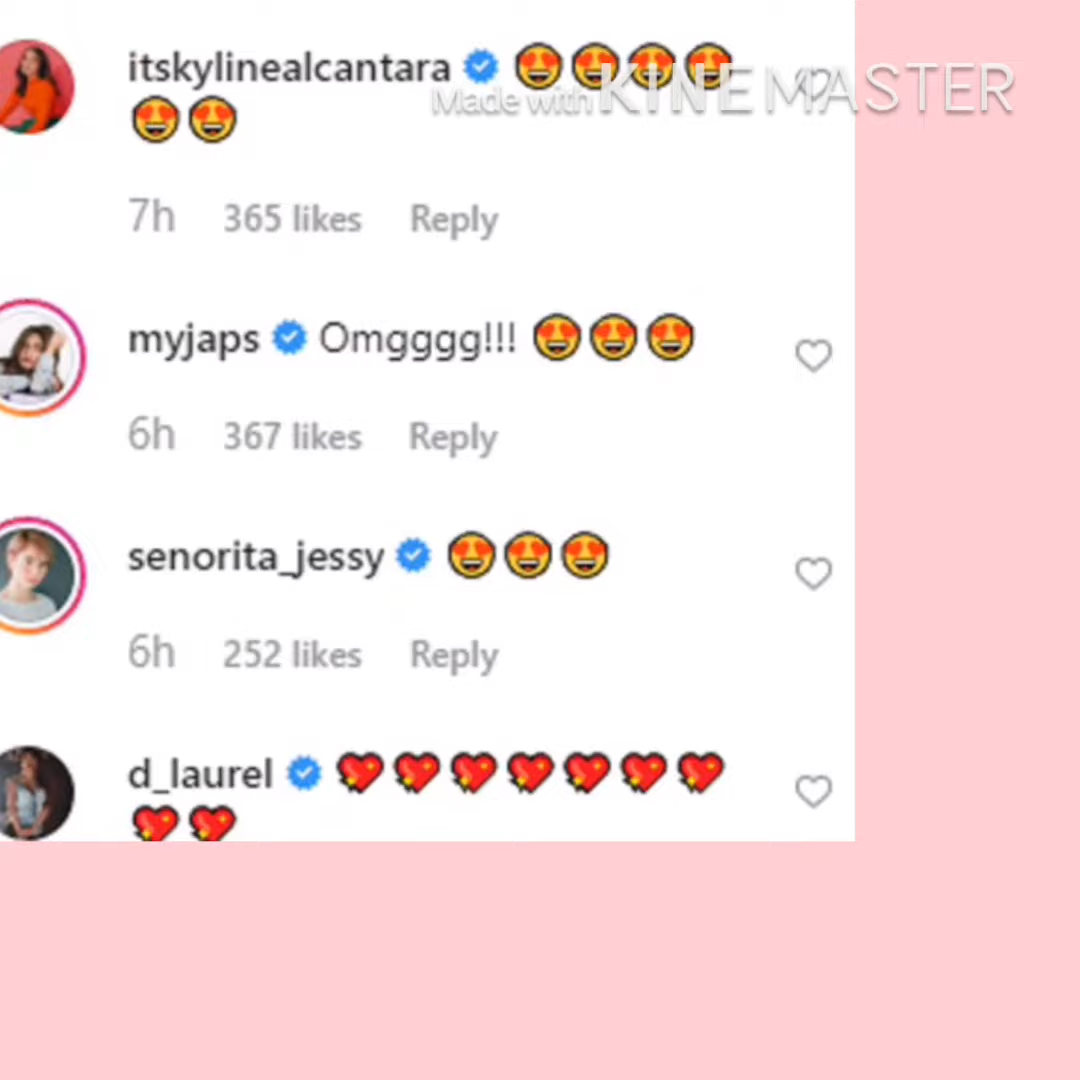 itskylinealcantara 😍😍😍😍
😍😍
Made with KINEMASTER
7h 365 likes Reply
myjaps Omgggg!!! 😍😍😍
6h 367 likes Reply
senorita_jessy 😍😍😍
6h 252 likes Reply
d_laurel 💖💖💖💖💖💖💖
💖💖